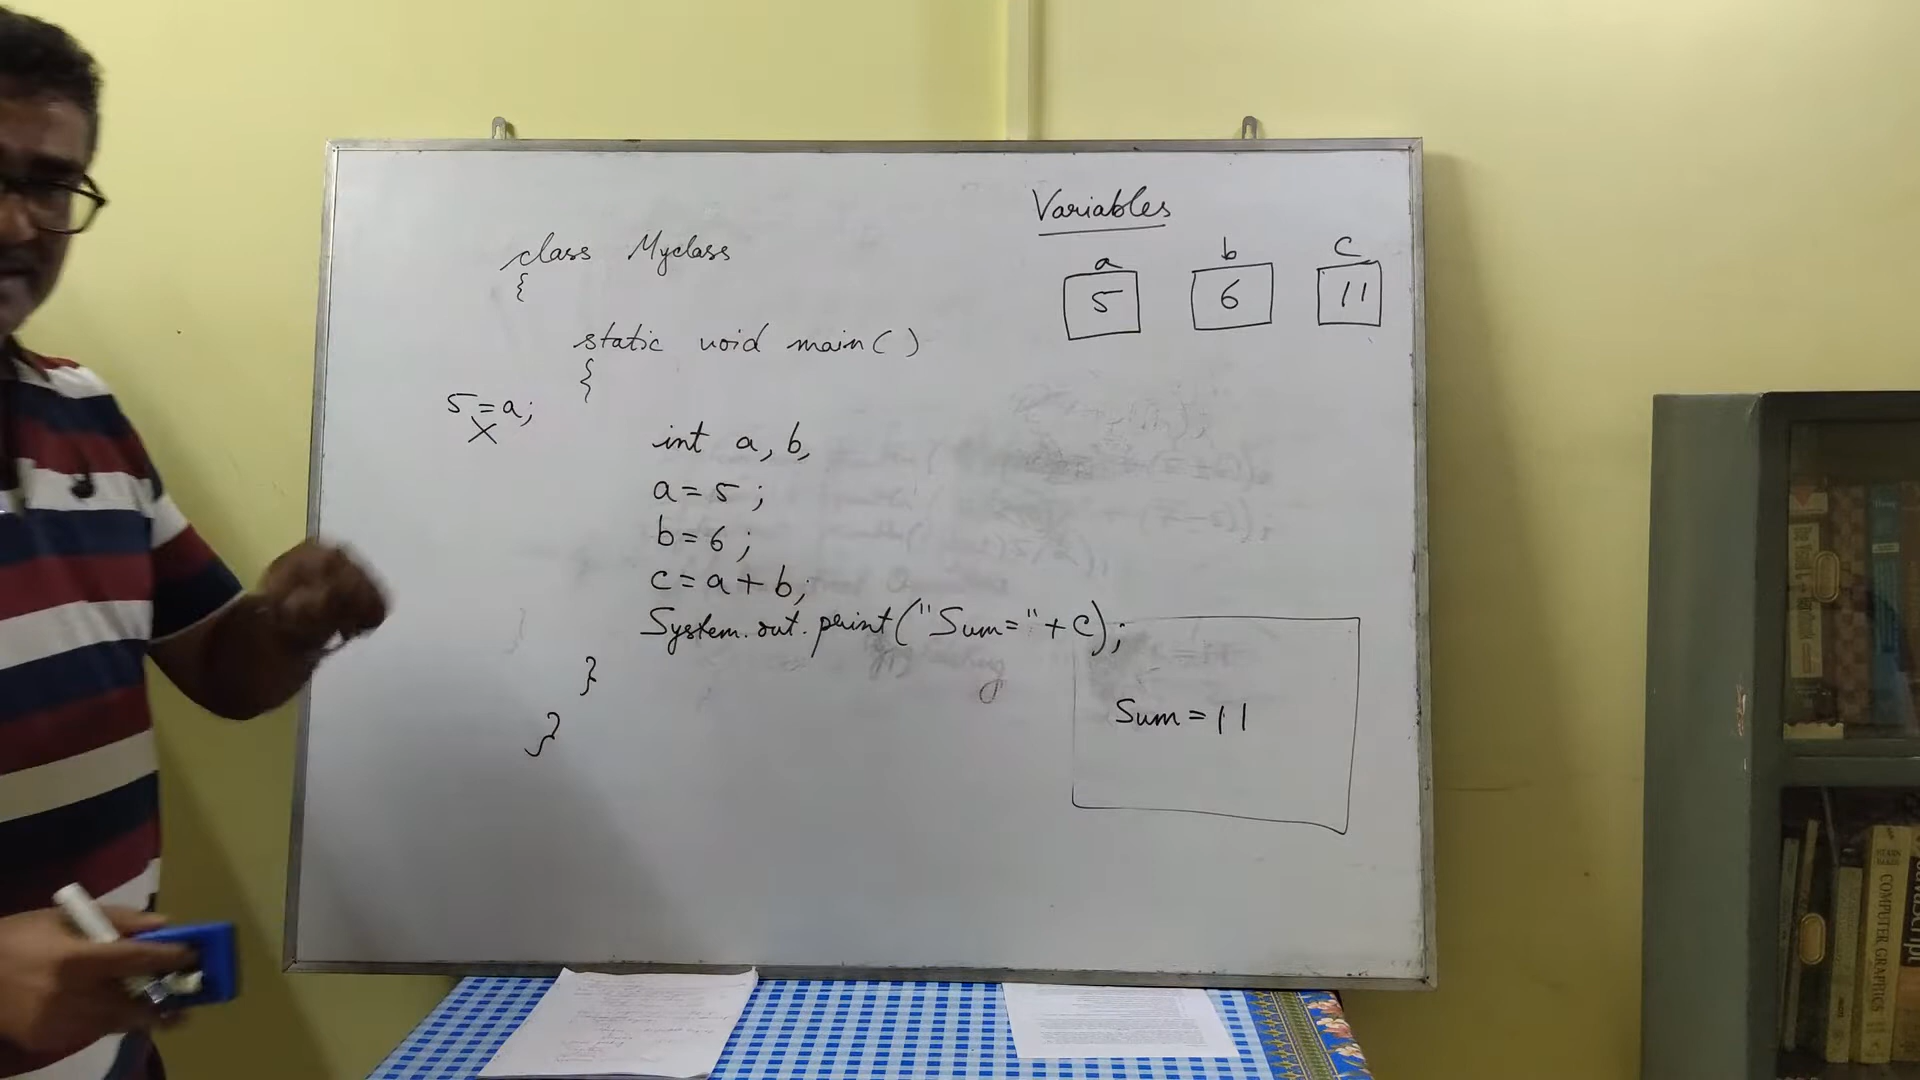 Variables
a b c
5 6 11
class Myclass
{
static void main( )
{
5=a;
X
int a, b,
a=5;
b=6;
c=a+b;
System.out.print("Sum="+c);
}
}
Sum=11
COMPUTER GRAPHICS